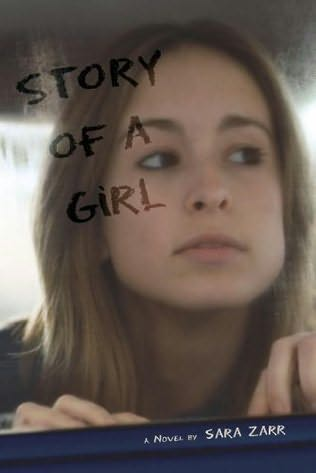 STORY
OF A
GiRL
A NOVEL BY SARA ZARR